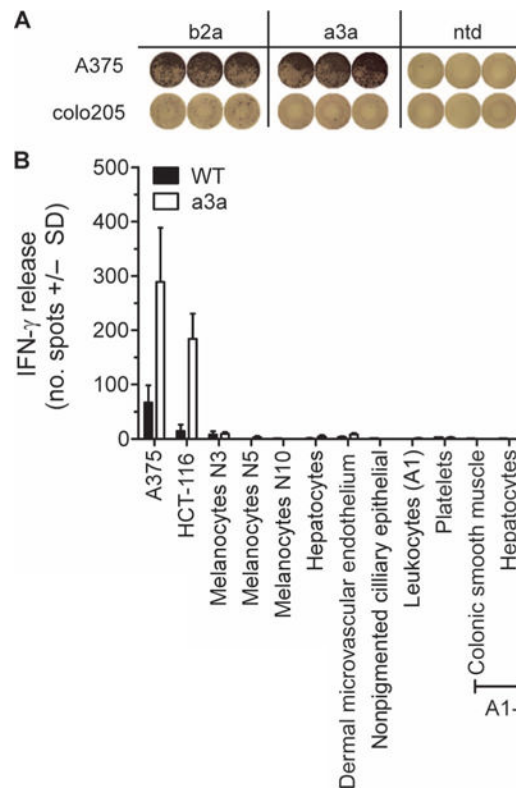 A
b2a a3a ntd
A375
colo205
B
500
400
300
200
100
0
IFN-γ release
(no. spots +/– SD)
WT
a3a
A375
HCT-116
Melanocytes N3
Melanocytes N5
Melanocytes N10
Hepatocytes
Dermal microvascular endothelium
Nonpigmented cilliary epithelial
Leukocytes (A1)
Platelets
Colonic smooth muscle
Hepatocytes
A1-